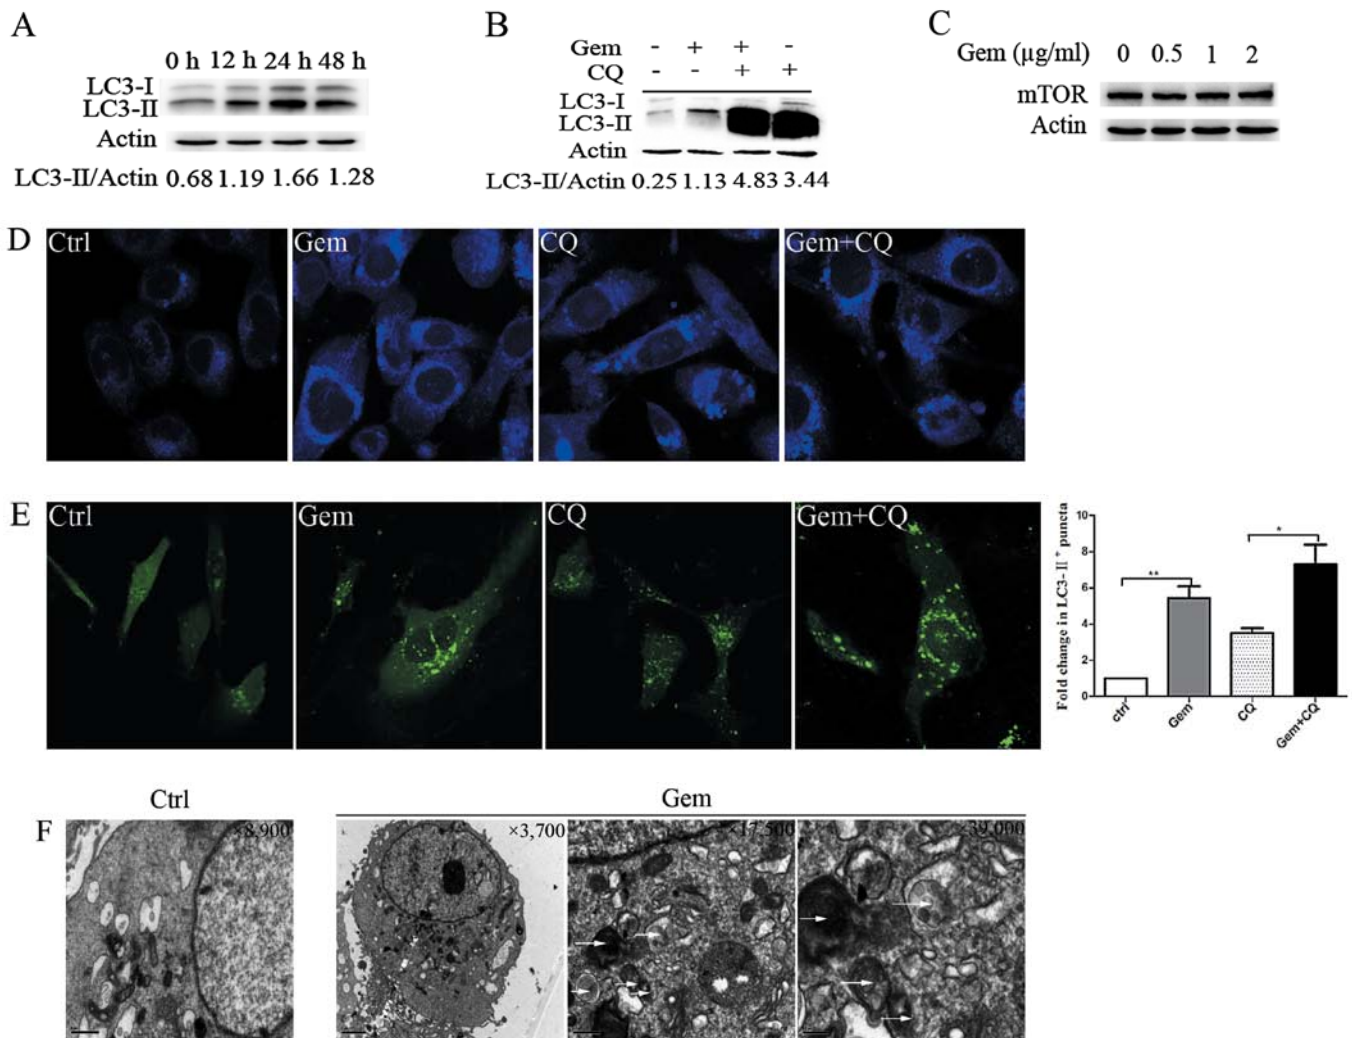 A
0 h 12 h 24 h 48 h
LC3-I
LC3-II
Actin
LC3-II/Actin 0.68 1.19 1.66 1.28
B
Gem - + + -
CQ - - + +
LC3-I
LC3-II
Actin
LC3-II/Actin 0.25 1.13 4.83 3.44
C
Gem (µg/ml) 0 0.5 1 2
mTOR
Actin
D
Ctrl Gem CQ Gem+CQ
E
Ctrl Gem CQ Gem+CQ
Fold change in LC3-II⁺ puncta
10
8
6
4
2
0
**
*
ctrl Gem CQ Gem+CQ
F
Ctrl
Gem
×8,900 ×3,700 ×17,500 ×39,000